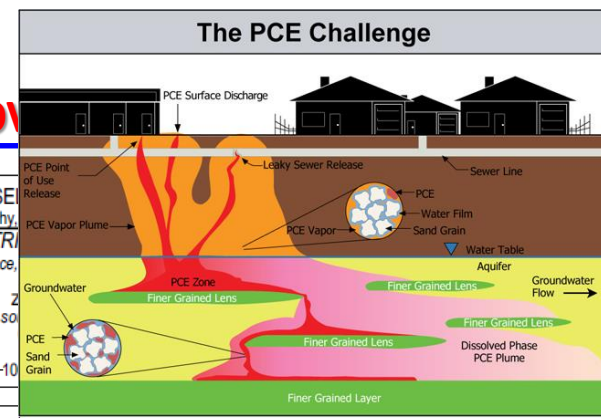 The PCE Challenge
PCE Surface Discharge
PCE Point
of Use
Release
Leaky Sewer Release
Sewer Line
PCE
Water Film
Sand Grain
PCE Vapor
PCE Vapor Plume
Water Table
Aquifer
Groundwater
Flow
PCE Zone
Groundwater
Finer Grained Lens
Finer Grained Lens
Finer Grained Lens
Finer Grained Lens
PCE
Sand
Grain
Dissolved Phase
PCE Plume
Finer Grained Layer